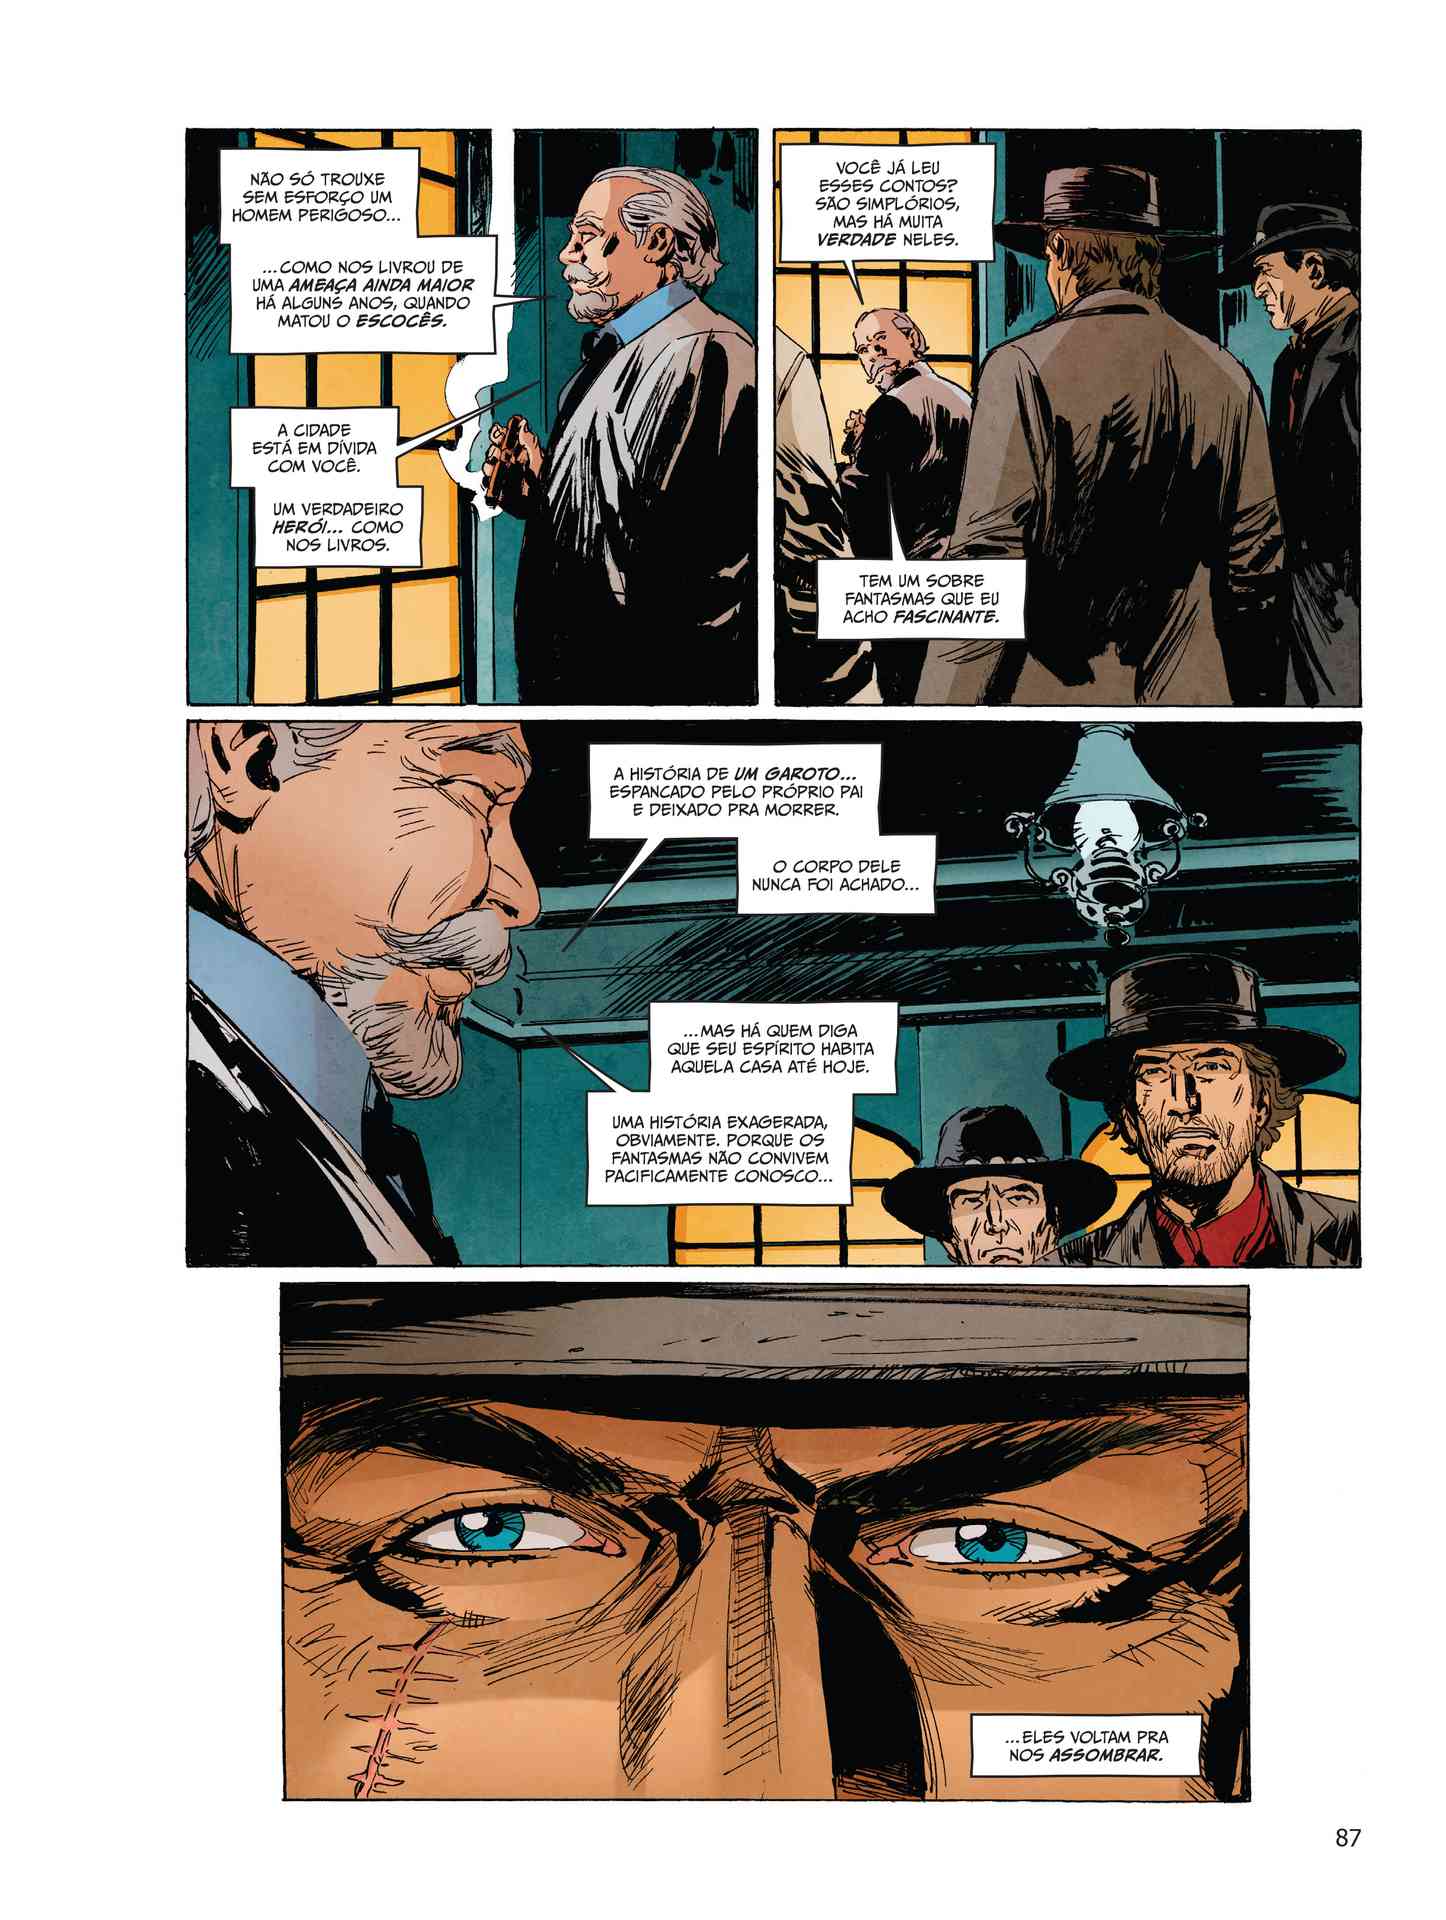 NÃO SÓ TROUXE
SEM ESFORÇO UM
HOMEM PERIGOSO...
...COMO NOS LIVROU DE
UMA AMEAÇA AINDA MAIOR
HÁ ALGUNS ANOS, QUANDO
MATOU O ESCOCÊS.
A CIDADE
ESTÁ EM DÍVIDA
COM VOCÊ.
UM VERDADEIRO
HERÓI... COMO
NOS LIVROS.
VOCÊ JÁ LEU
ESSES CONTOS?
SÃO SIMPLÓRIOS,
MAS HÁ MUITA
VERDADE NELES.
TEM UM SOBRE
FANTASMAS QUE EU
ACHO FASCINANTE.
A HISTÓRIA DE UM GAROTO...
ESPANCADO PELO PRÓPRIO PAI
E DEIXADO PRA MORRER.
O CORPO DELE
NUNCA FOI ACHADO...
...MAS HÁ QUEM DIGA
QUE SEU ESPÍRITO HABITA
AQUELA CASA ATÉ HOJE.
UMA HISTÓRIA EXAGERADA,
OBVIAMENTE. PORQUE OS
FANTASMAS NÃO CONVIVEM
PACIFICAMENTE CONOSCO...
...ELES VOLTAM PRA
NOS ASSOMBRAR.
87